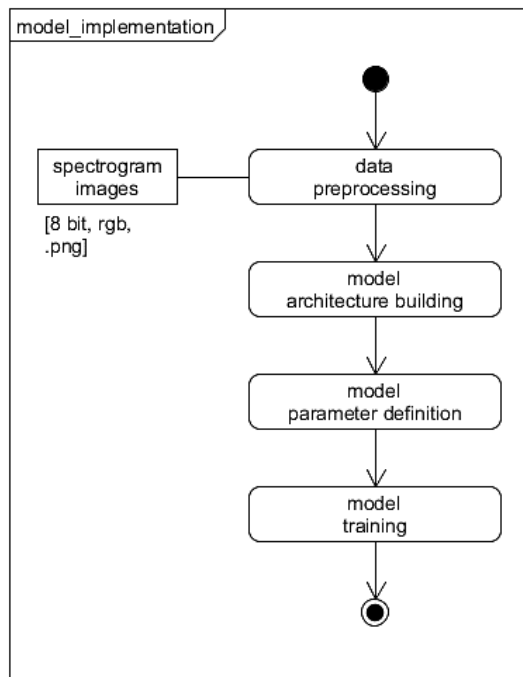 model_implementation
spectrogram
images
[8 bit, rgb,
.png]
data
preprocessing
model
architecture building
model
parameter definition
model
training